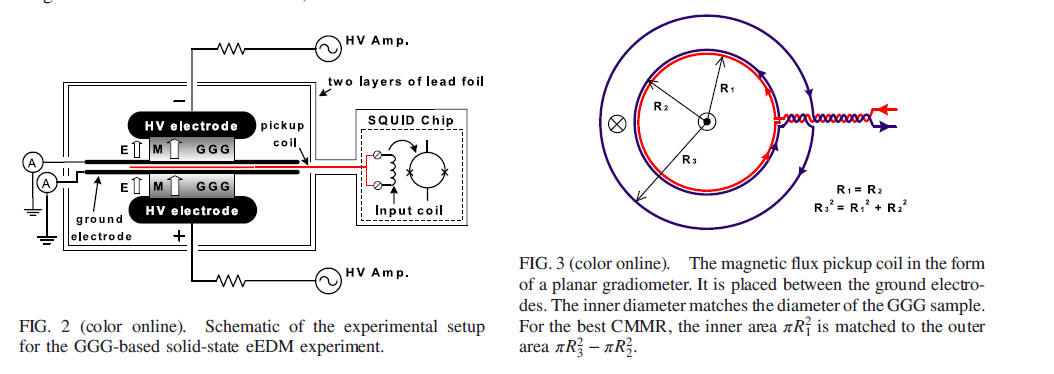 HV Amp.
two layers of lead foil
−
HV electrode
pickup
coil
SQUID Chip
E M GGG
A
A
E M GGG
HV electrode
Input coil
ground
electrode
+
HV Amp.
FIG. 2 (color online). Schematic of the experimental setup
for the GGG-based solid-state eEDM experiment.
R₁
R₂
R₃
R₁ = R₂
R₃² = R₁² + R₂²
FIG. 3 (color online). The magnetic flux pickup coil in the form
of a planar gradiometer. It is placed between the ground electro-
des. The inner diameter matches the diameter of the GGG sample.
For the best CMMR, the inner area πR₁² is matched to the outer
area πR₃² − πR₂².